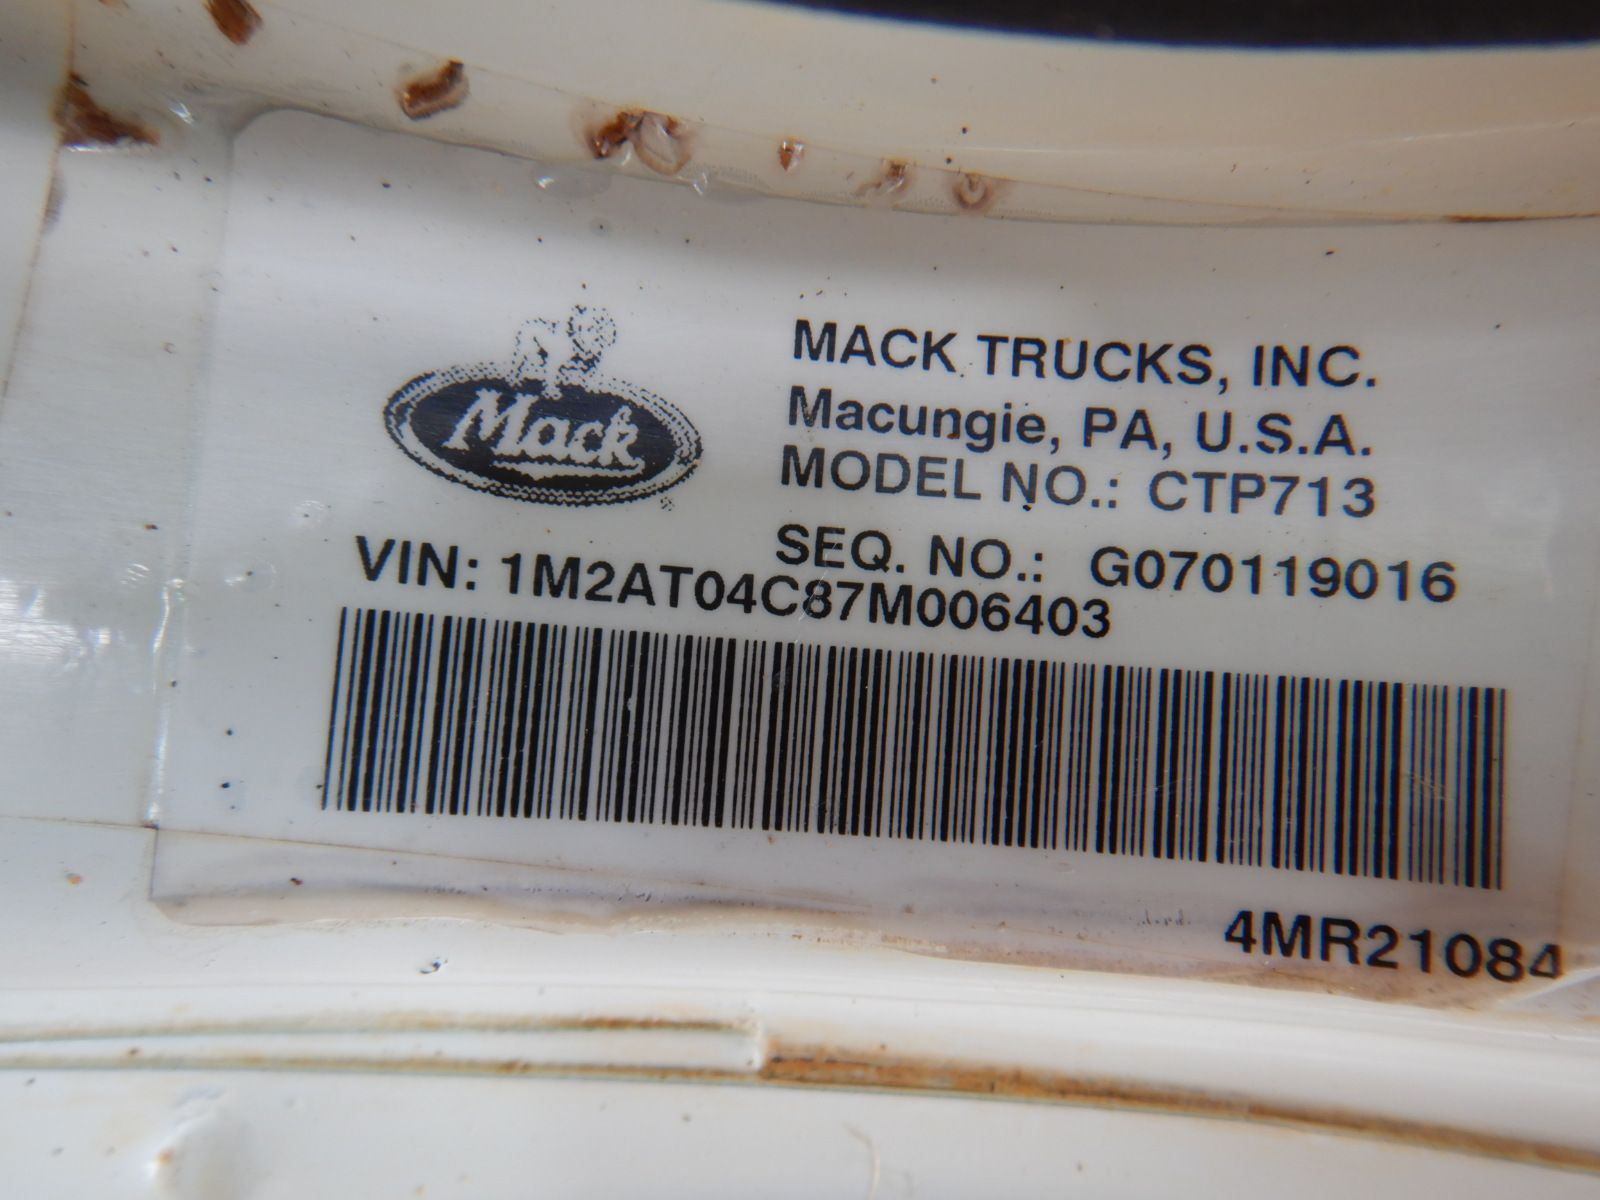 Mack
MACK TRUCKS, INC.
Macungie, PA, U.S.A.
MODEL NO.: CTP713
SEQ. NO.: G070119016
VIN: 1M2AT04C87M006403
4MR21084